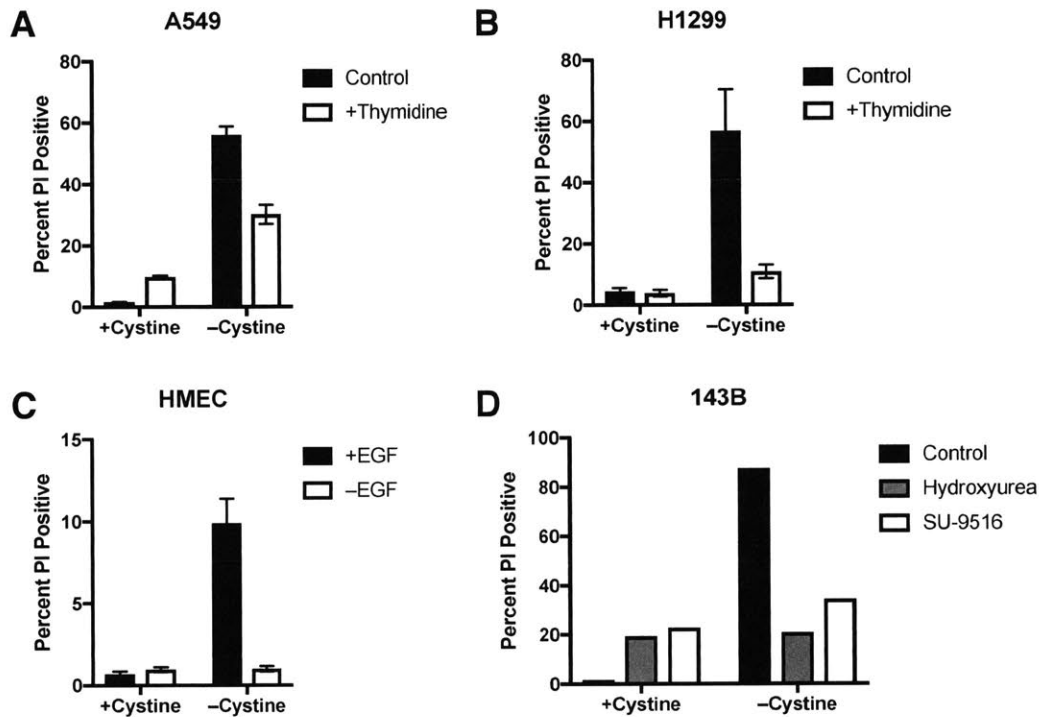 A
A549
Percent PI Positive
80
60
40
20
0
+Cystine
–Cystine
Control
+Thymidine
B
H1299
Percent PI Positive
80
60
40
20
0
+Cystine
–Cystine
Control
+Thymidine
C
HMEC
Percent PI Positive
15
10
5
0
+Cystine
–Cystine
+EGF
–EGF
D
143B
Percent PI Positive
100
80
60
40
20
0
+Cystine
–Cystine
Control
Hydroxyurea
SU-9516